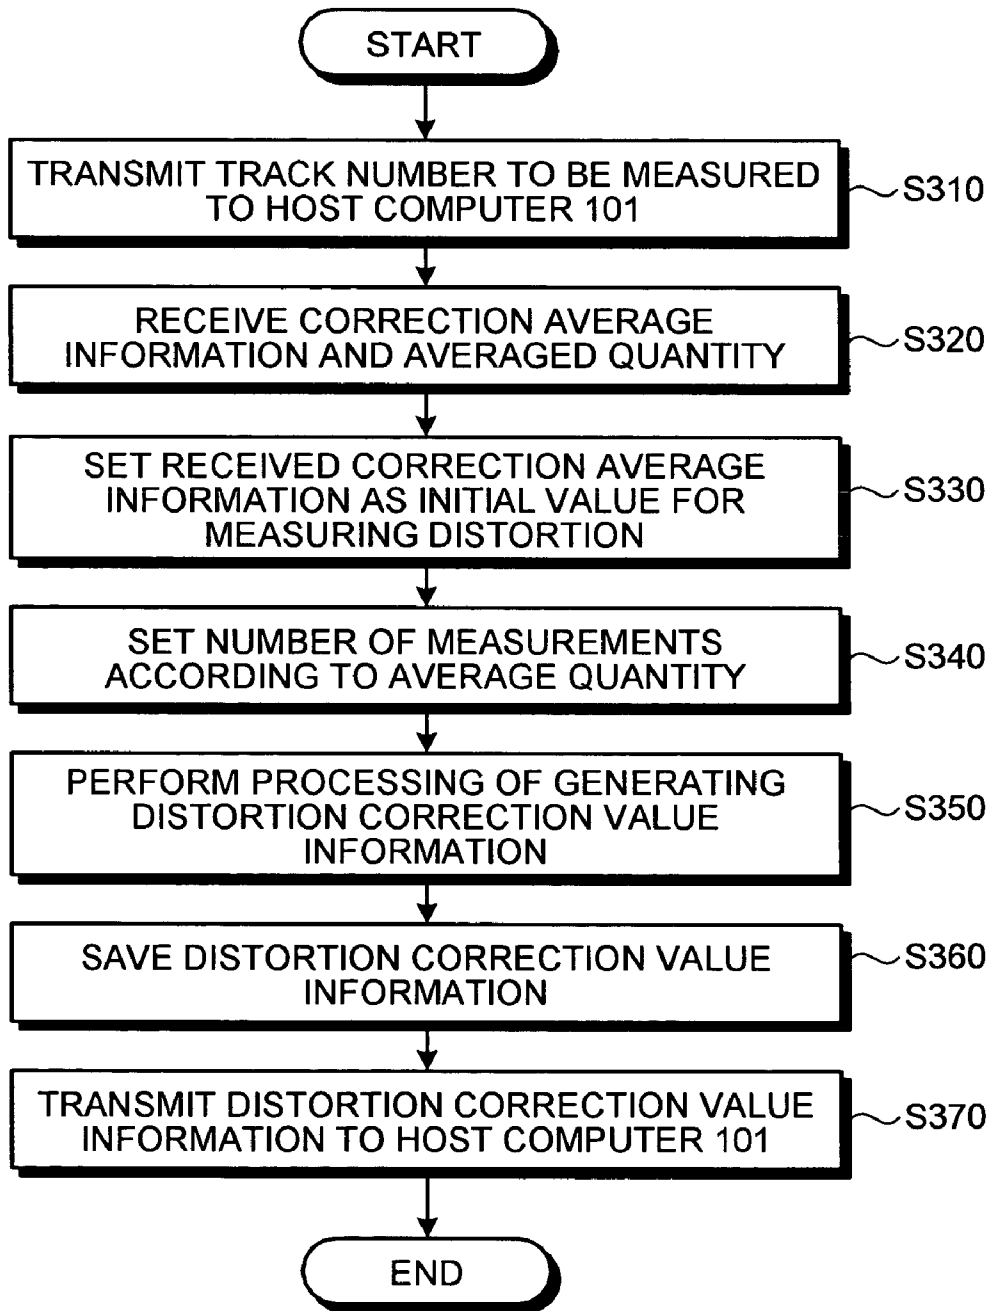 START
TRANSMIT TRACK NUMBER TO BE MEASURED
TO HOST COMPUTER 101
S310
RECEIVE CORRECTION AVERAGE
INFORMATION AND AVERAGED QUANTITY
S320
SET RECEIVED CORRECTION AVERAGE
INFORMATION AS INITIAL VALUE FOR
MEASURING DISTORTION
S330
SET NUMBER OF MEASUREMENTS
ACCORDING TO AVERAGE QUANTITY
S340
PERFORM PROCESSING OF GENERATING
DISTORTION CORRECTION VALUE
INFORMATION
S350
SAVE DISTORTION CORRECTION VALUE
INFORMATION
S360
TRANSMIT DISTORTION CORRECTION VALUE
INFORMATION TO HOST COMPUTER 101
S370
END